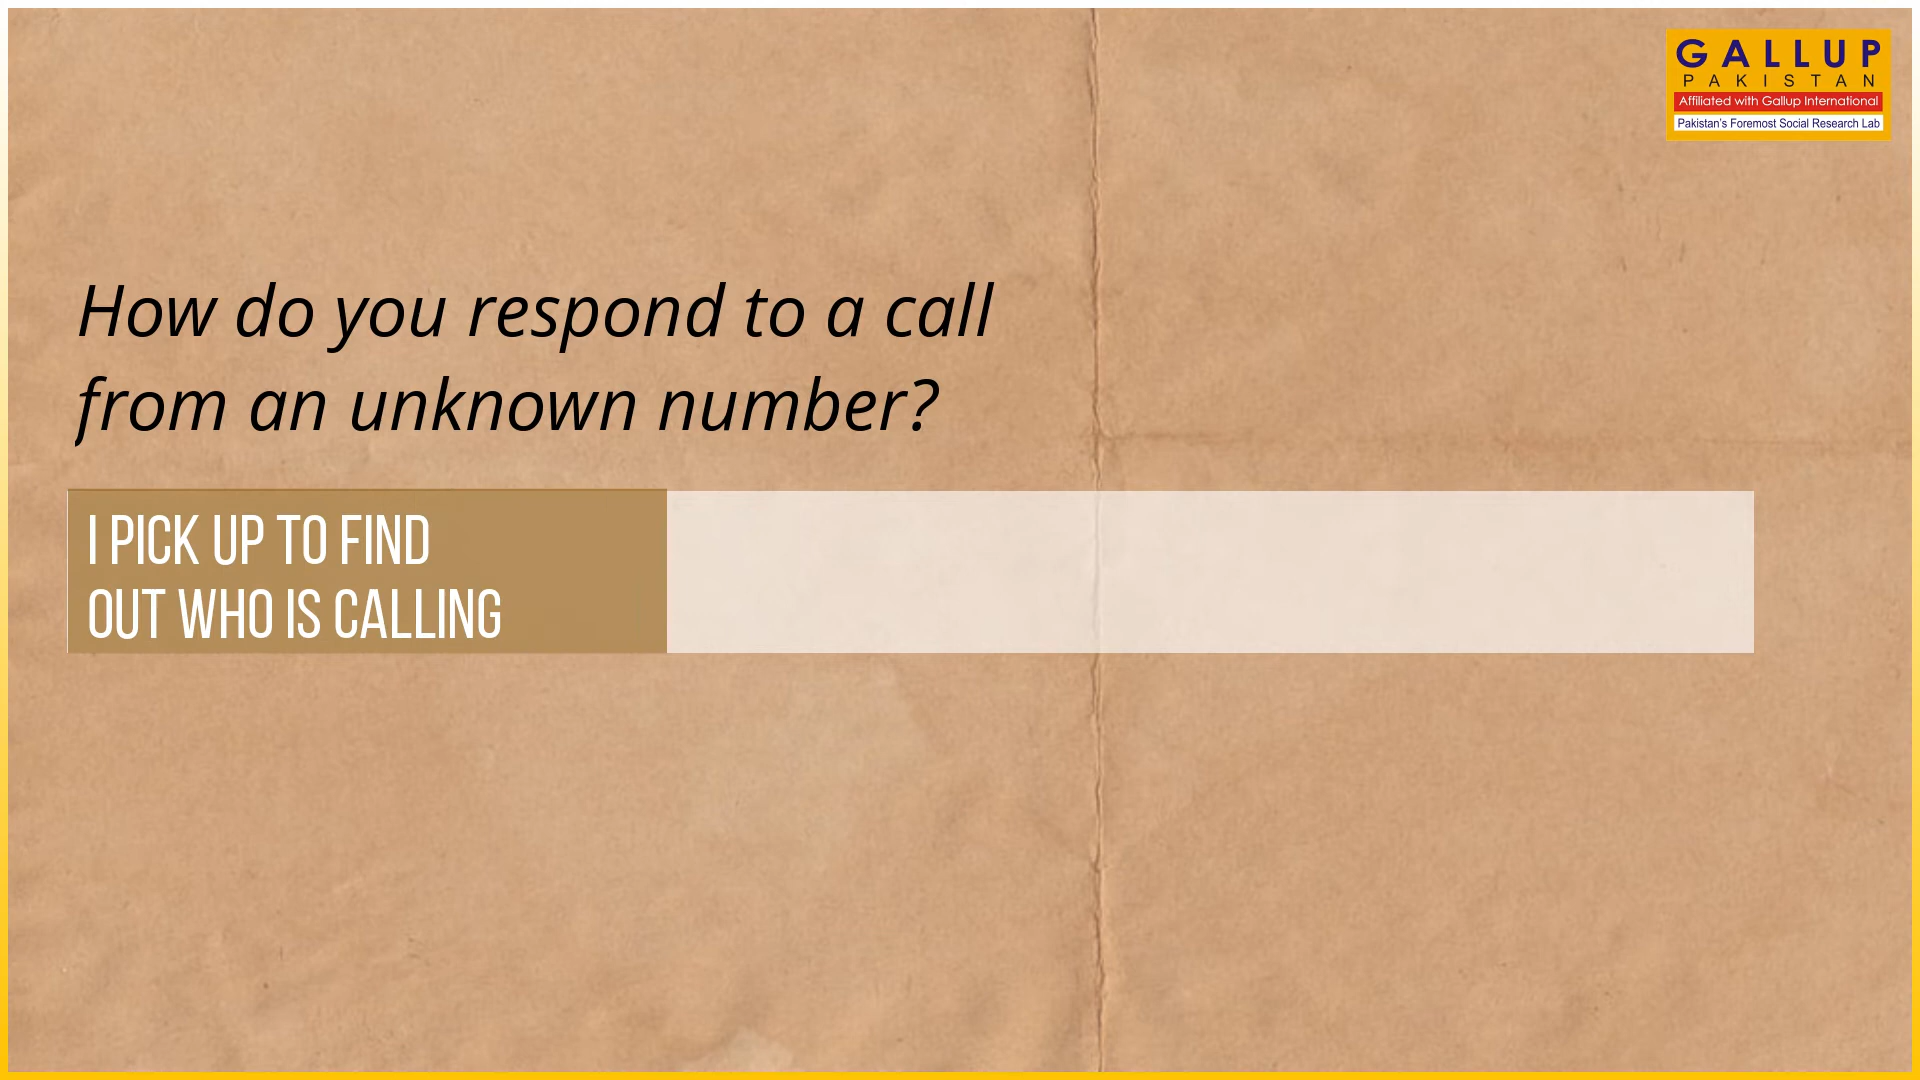 GALLUP
PAKISTAN
Affiliated with Gallup International
Pakistan's Foremost Social Research Lab
How do you respond to a call
from an unknown number?
I PICK UP TO FIND
OUT WHO IS CALLING